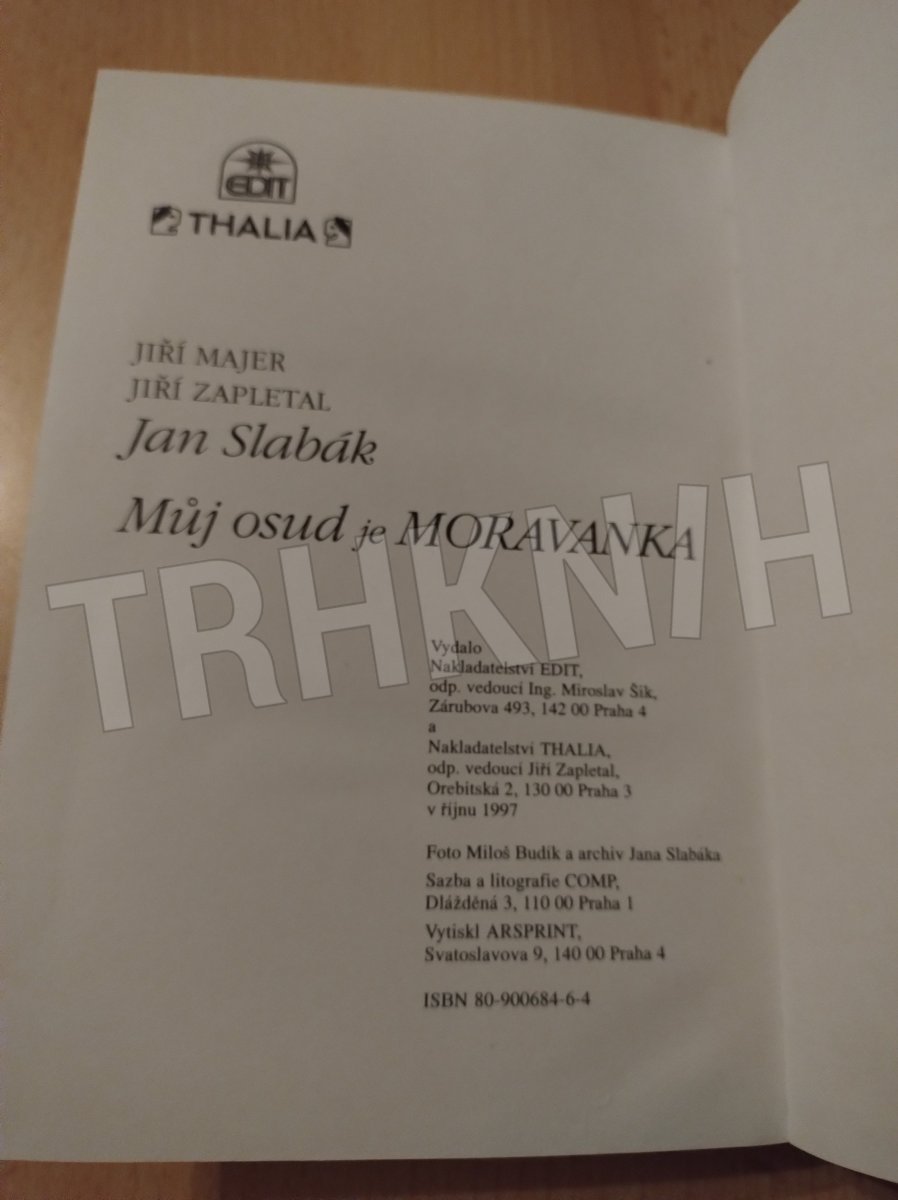 EDIT
THALIA
JIŘÍ MAJER
JIŘÍ ZAPLETAL
Jan Slabák
Můj osud je MORAVANKA
TRHKNIH
Vydalo
Nakladatelství EDIT,
odp. vedoucí Ing. Miroslav Šik,
Zárubova 493, 142 00 Praha 4
a
Nakladatelství THALIA,
odp. vedoucí Jiří Zapletal,
Orebitská 2, 130 00 Praha 3
v říjnu 1997
Foto Miloš Budík a archiv Jana Slabáka
Sazba a litografie COMP,
Dlážděná 3, 110 00 Praha 1
Vytiskl ARSPRINT,
Svatoslavova 9, 140 00 Praha 4
ISBN 80-900684-6-4